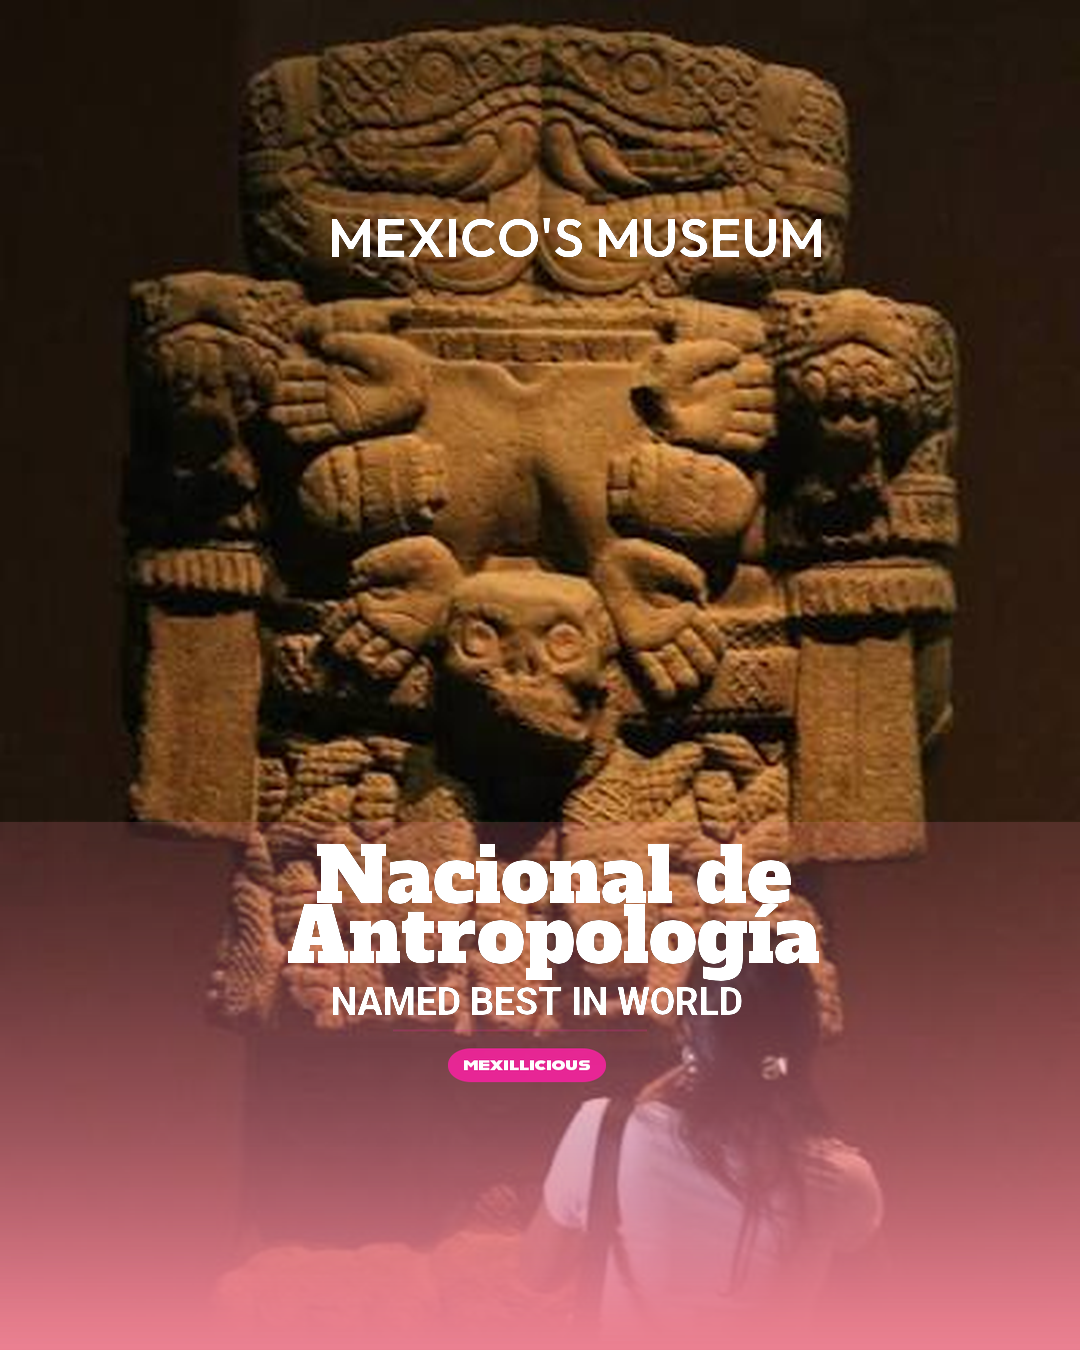 MEXICO'S MUSEUM
Nacional de
Antropología
NAMED BEST IN WORLD
MEXILLICIOUS